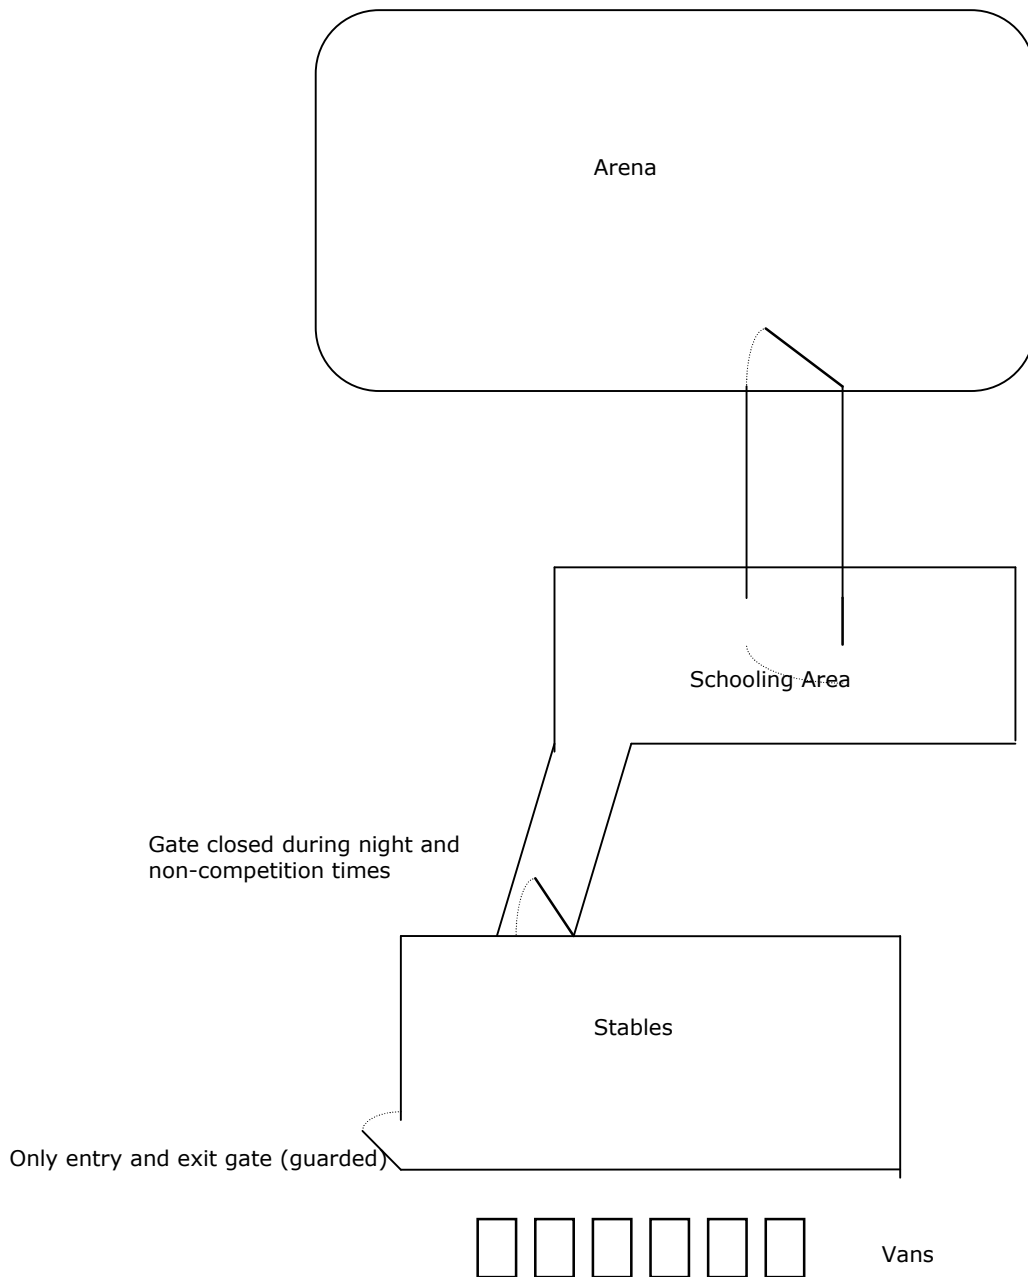 Arena
Schooling Area
Gate closed during night and
non-competition times
Stables
Only entry and exit gate (guarded)
Vans